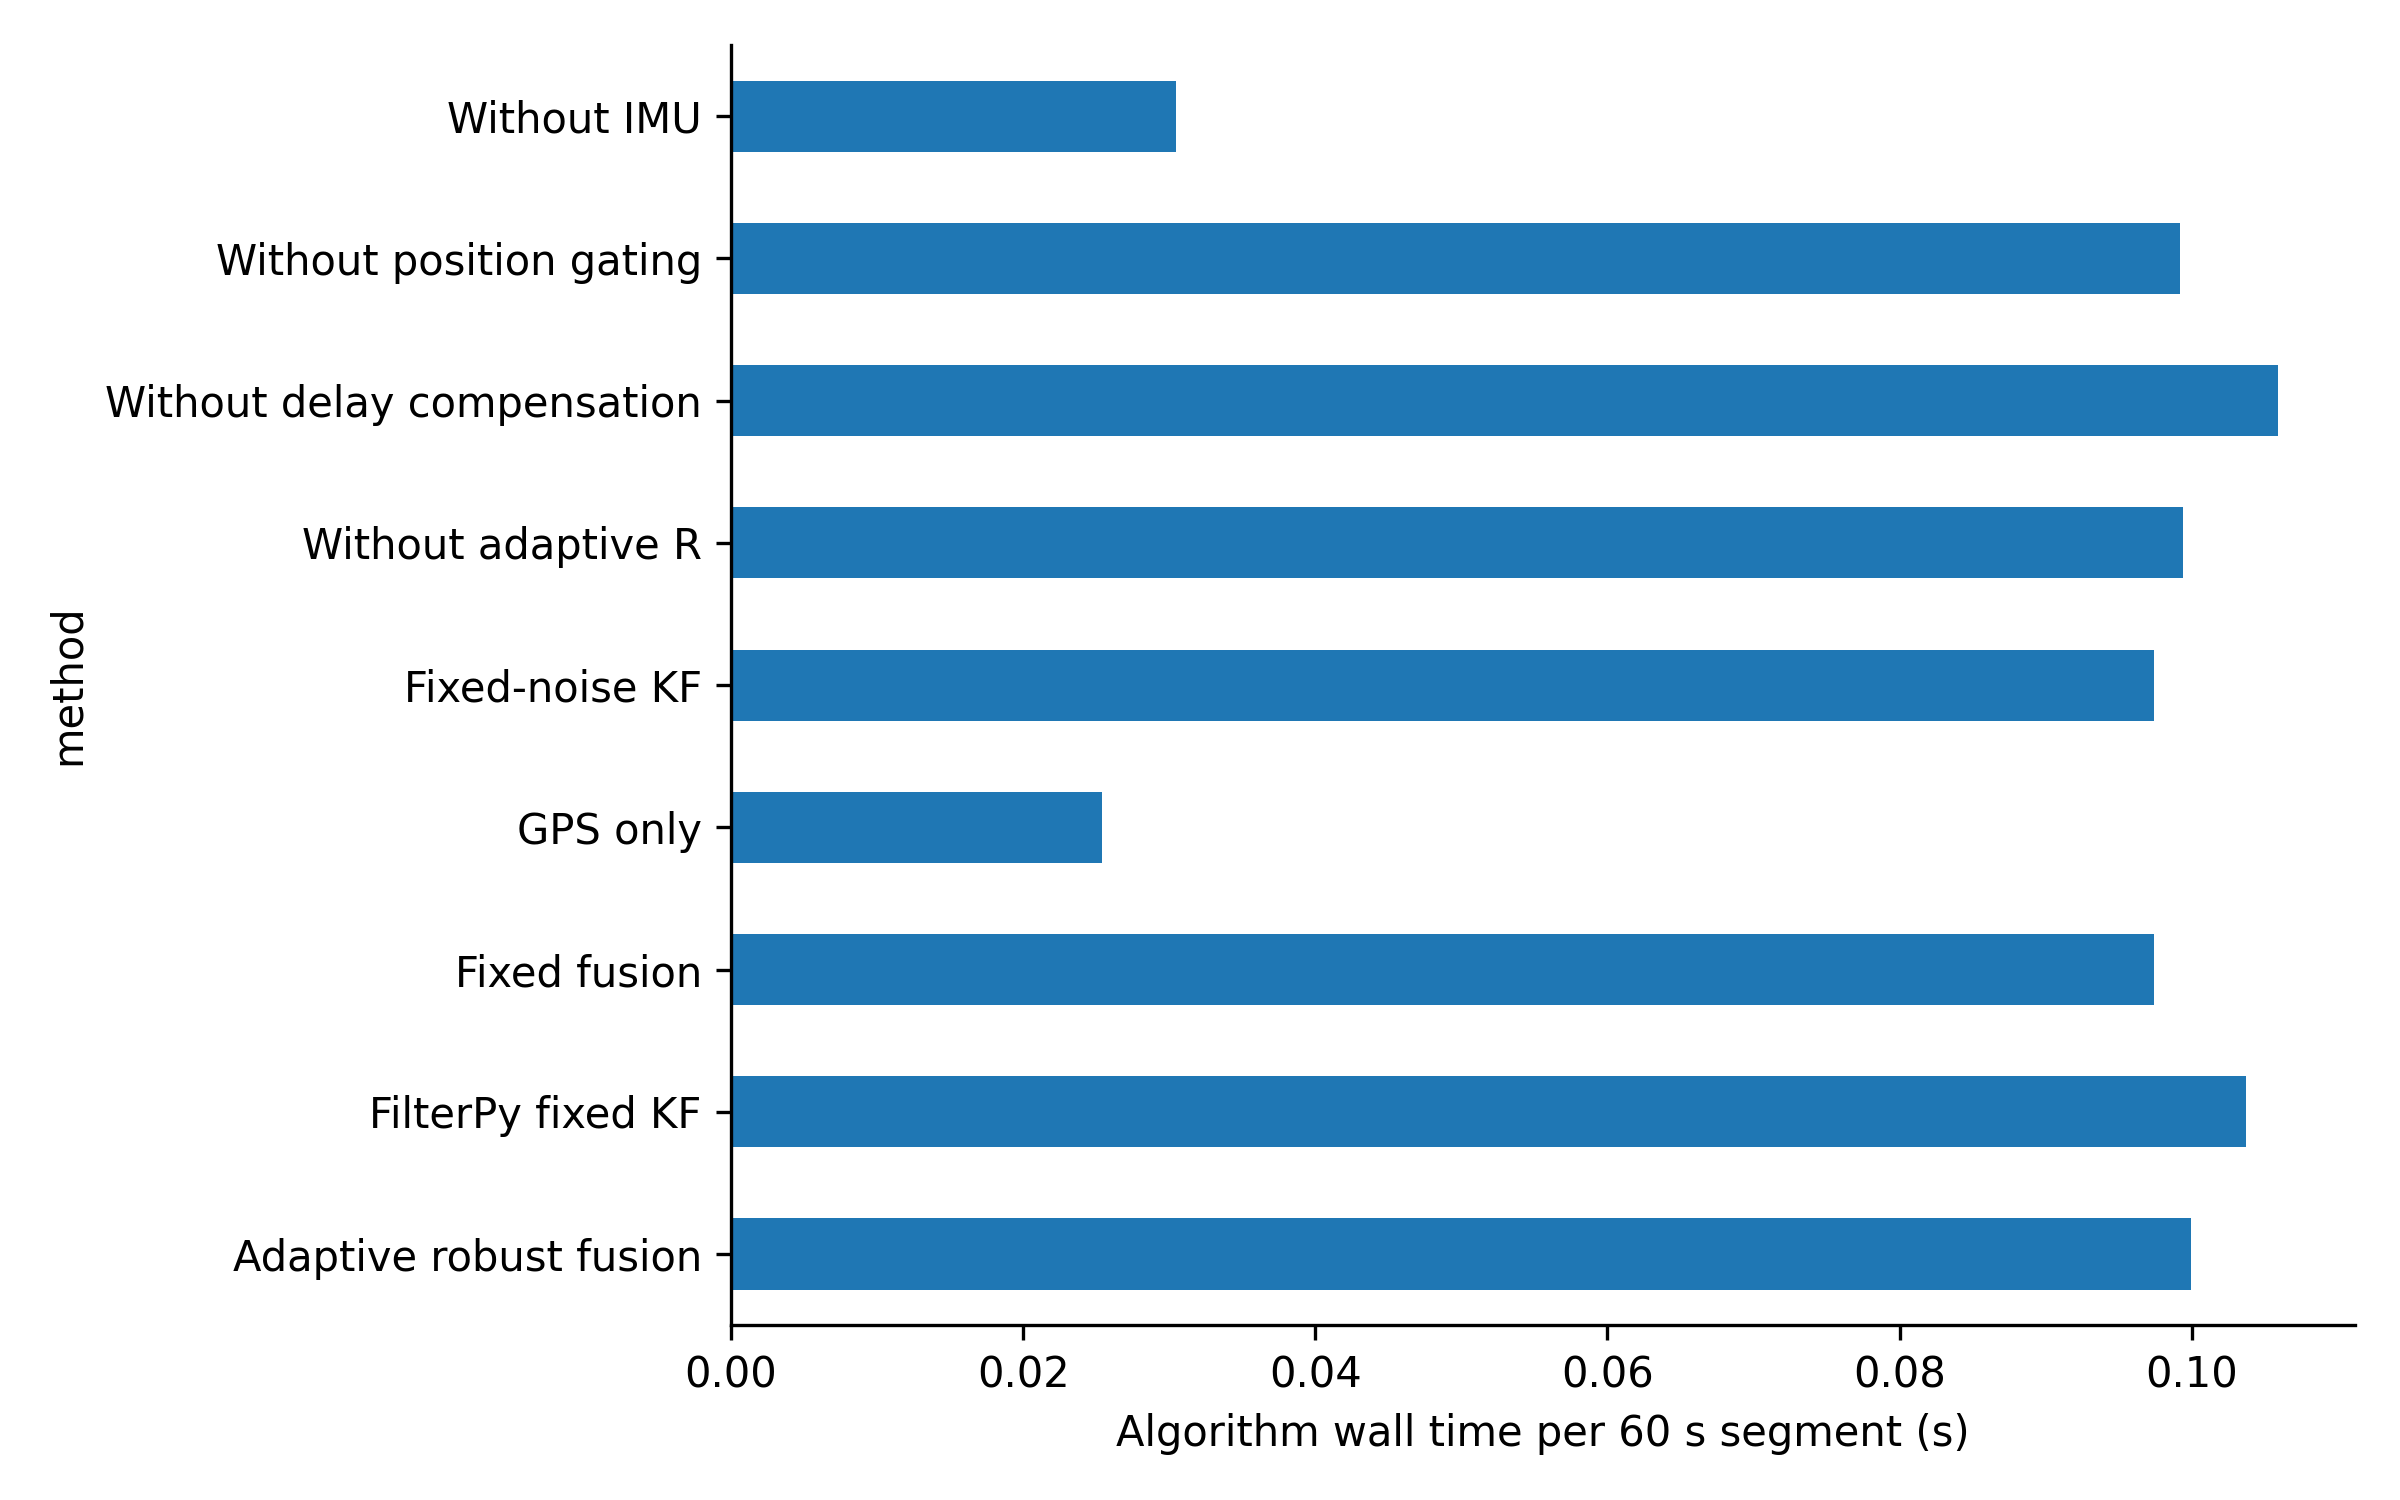 Without IMU
Without position gating
Without delay compensation
Without adaptive R
Fixed-noise KF
GPS only
Fixed fusion
FilterPy fixed KF
Adaptive robust fusion
method
0.00 0.02 0.04 0.06 0.08 0.10
Algorithm wall time per 60 s segment (s)